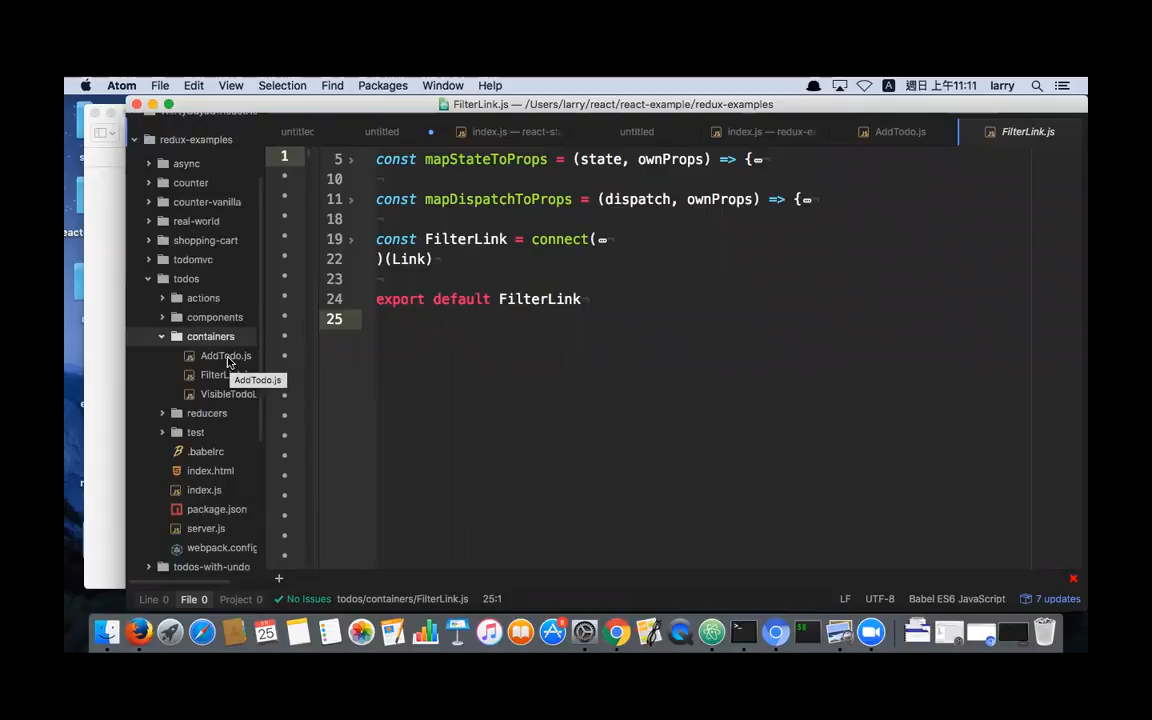 Atom File Edit View Selection Find Packages Window Help A 週日上午11:11 larry
FilterLink.js — /Users/larry/react/react-example/redux-examples
untitled untitled index.js — react-st untitled index.js — redux-e AddTodo.js FilterLink.js
redux-examples
async
counter
counter-vanilla
real-world
shopping-cart
todomvc
todos
actions
components
containers
AddTodo.js
AddTodo.js
VisibleTodoL
reducers
test
.babelrc
index.html
index.js
package.json
server.js
webpack.config
todos-with-undo
1
5 const mapStateToProps = (state, ownProps) => {
10
11 const mapDispatchToProps = (dispatch, ownProps) => {
18
19 const FilterLink = connect(
22 )(Link)
23
24 export default FilterLink
25
+
Line 0 File 0 Project 0 No Issues todos/containers/FilterLink.js 25:1 LF UTF-8 Babel ES6 JavaScript 7 updates
25